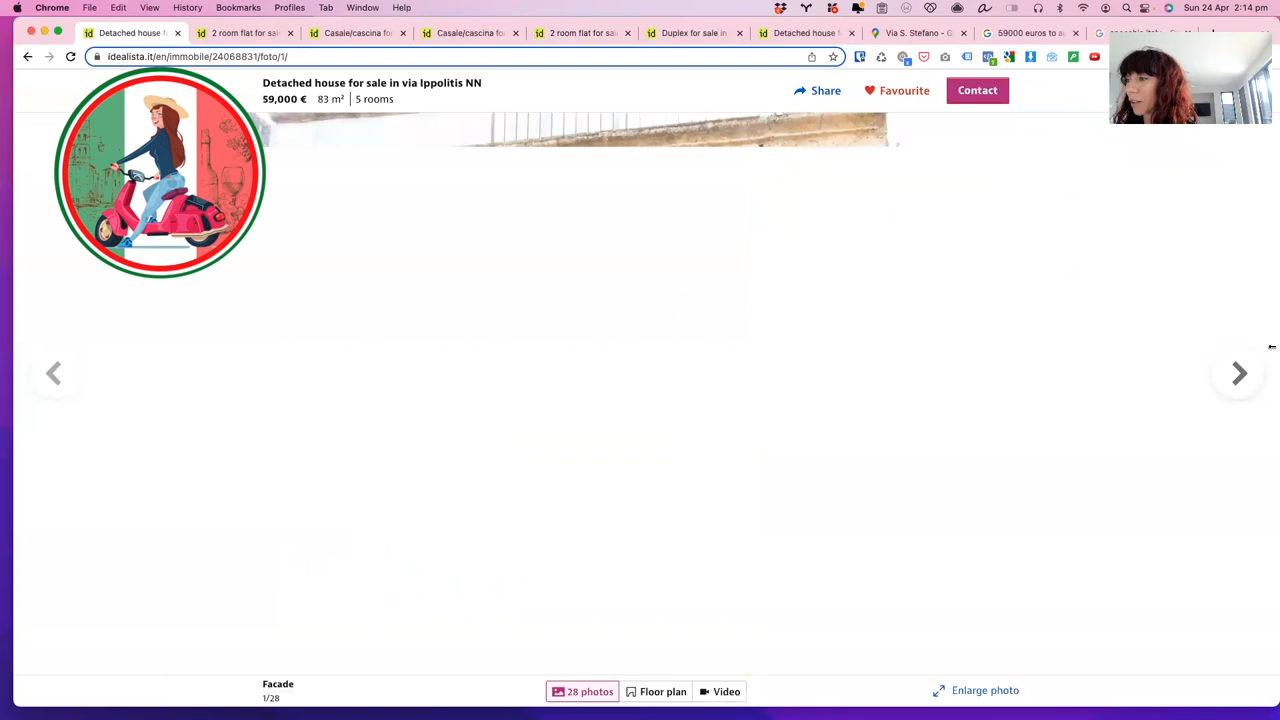 Chrome File Edit View History Bookmarks Profiles Tab Window Help Sun 24 Apr 2:14 pm
Detached house f 2 room flat for sal Casale/cascina fo Casale/cascina fo 2 room flat for sal Duplex for sale in Detached house f Via S. Stefano - G 59000 euros to a
idealista.it/en/immobile/24068831/foto/1/
Detached house for sale in via Ippolitis NN
59,000 € 83 m² 5 rooms
Share Favourite Contact
Facade
1/28
28 photos Floor plan Video
Enlarge photo